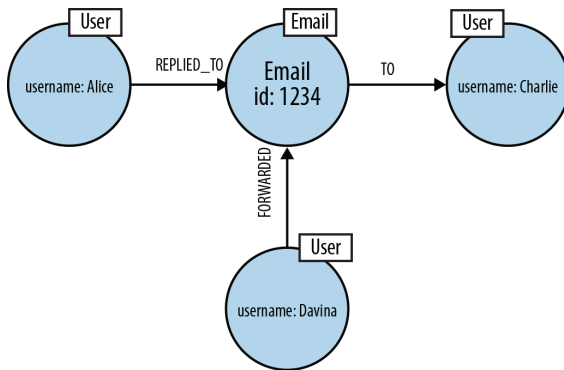 User
username: Alice
REPLIED_TO
Email
Email
id: 1234
TO
User
username: Charlie
FORWARDED
User
username: Davina